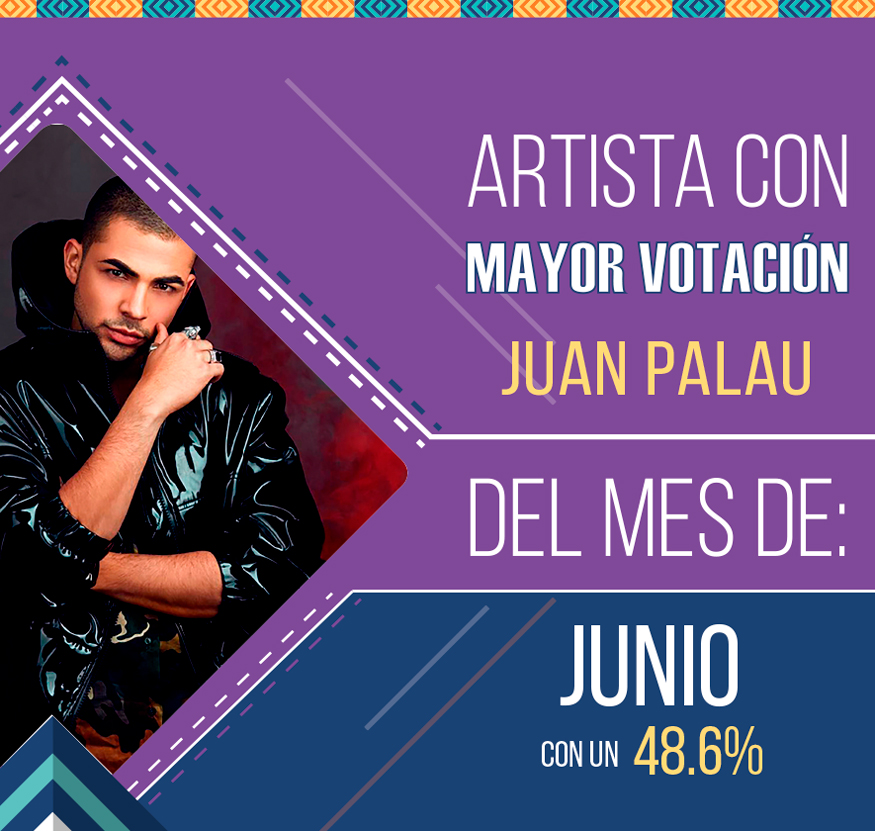 ARTISTA CON
MAYOR VOTACIÓN
JUAN PALAU
DEL MES DE:
JUNIO
CON UN 48.6%